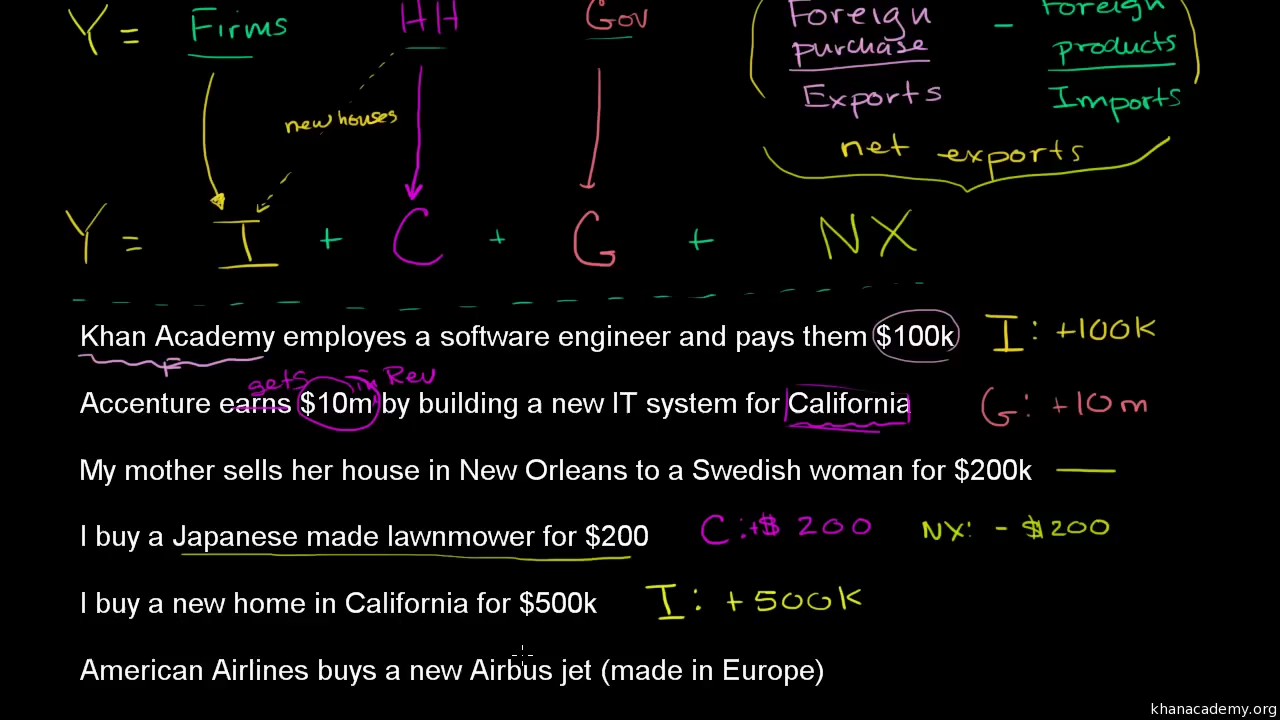 Y = Firms HH Gov Foreign purchase Exports - Foreign products Imports
new houses
net exports
Y = I + C + G + NX
Khan Academy employes a software engineer and pays them $100k I: +100K
gets in Rev
Accenture earns $10m by building a new IT system for California G: +10m
My mother sells her house in New Orleans to a Swedish woman for $200k —
I buy a Japanese made lawnmower for $200 C: +$ 200 NX: - $200
I buy a new home in California for $500k I: +500K
American Airlines buys a new Airbus jet (made in Europe)
khanacademy.org